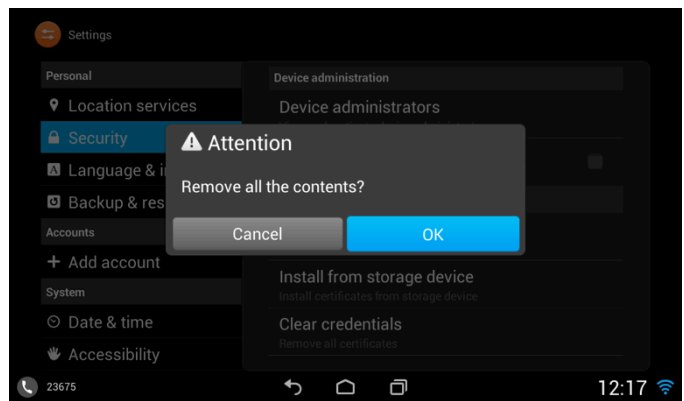 Settings
Personal
Location services
Security
Language & i
Backup & res
Accounts
Add account
System
Date & time
Accessibility
Device administration
Device administrators
Attention
Remove all the contents?
Cancel
OK
Install from storage device
Install certificates from storage device
Clear credentials
Remove all certificates
23675
12:17